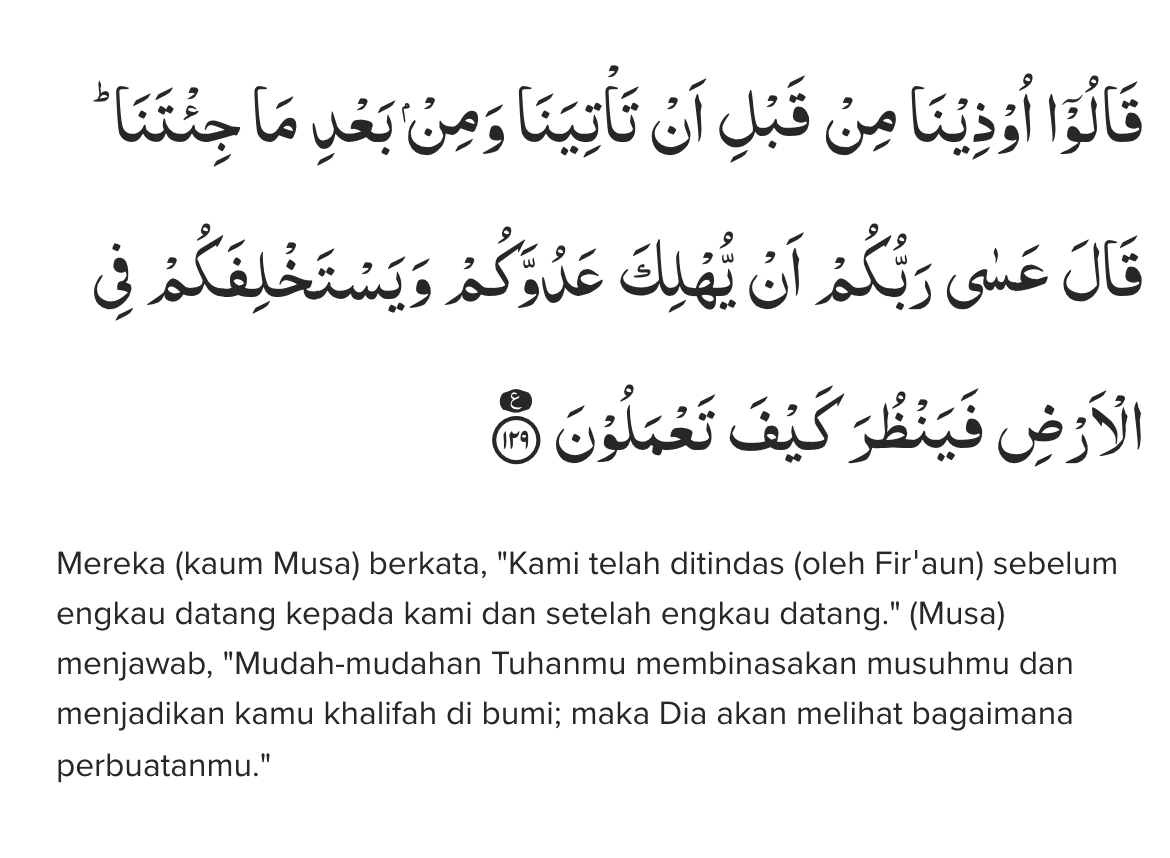 قَالُوْٓا اُوْذِيْنَا مِنْ قَبْلِ اَنْ تَأْتِيَنَا وَمِنْۢ بَعْدِ مَا جِئْتَنَا ۗ
قَالَ عَسٰى رَبُّكُمْ اَنْ يُّهْلِكَ عَدُوَّكُمْ وَيَسْتَخْلِفَكُمْ فِى
الْاَرْضِ فَيَنْظُرَ كَيْفَ تَعْمَلُوْنَ ࣖ ١٢٩
Mereka (kaum Musa) berkata, "Kami telah ditindas (oleh Fir'aun) sebelum
engkau datang kepada kami dan setelah engkau datang." (Musa)
menjawab, "Mudah-mudahan Tuhanmu membinasakan musuhmu dan
menjadikan kamu khalifah di bumi; maka Dia akan melihat bagaimana
perbuatanmu."